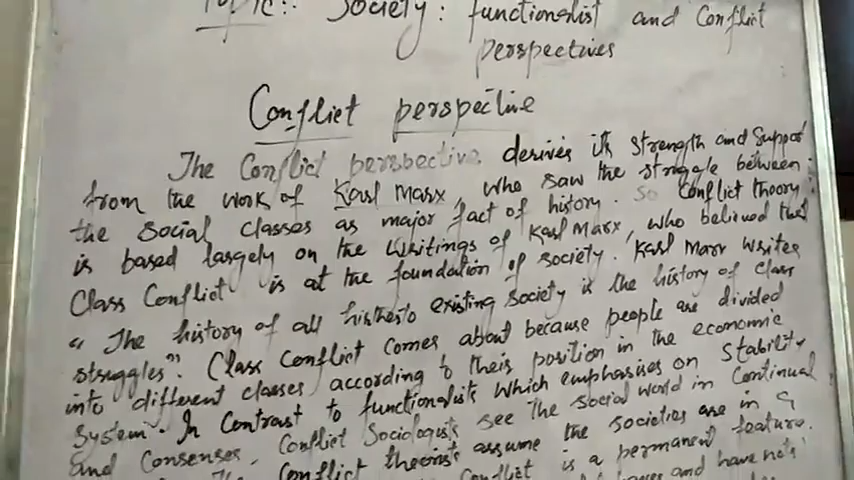 Topic:: Society: functionalist and Conflict
perspectives
Conflict perspective
The Conflict perspective derives its strength and Support
from the work of Karl Marx, who saw the struggle between
the Social Classes as major fact of history. So Conflict theory
is based largely on the writings of Karl Marx, who believed that
Class Conflict is at the foundation of society. Karl Marx writes
" The history of all hitherto existing Society is the history of Class
struggles". Class Conflict comes about because people are divided
into different classes according to their position in the economic
System. In Contrast to functionalists which emphasises on Stability
and Consenses, Conflict Sociologists see the Social world in Continual
The Conflict theorists assume the societies are in a
Conflict is a permanent feature.
and have not